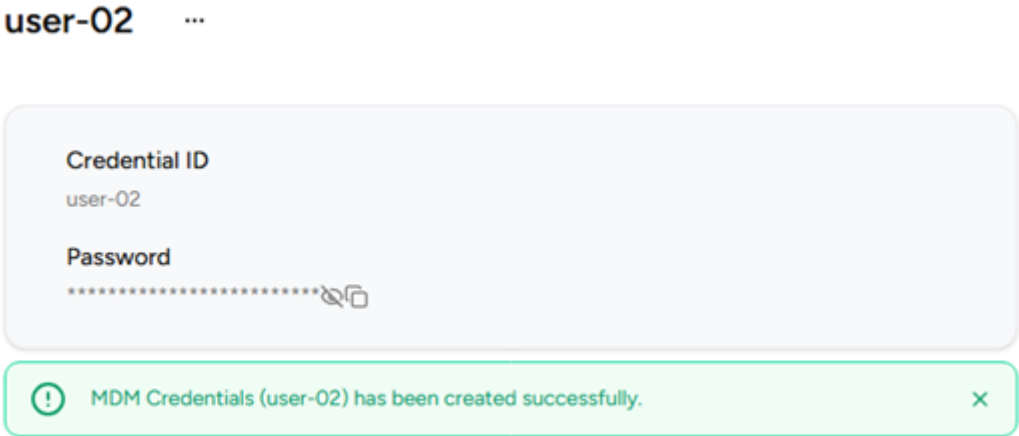 user-02 ...
Credential ID
user-02
Password
*************************
MDM Credentials (user-02) has been created successfully.